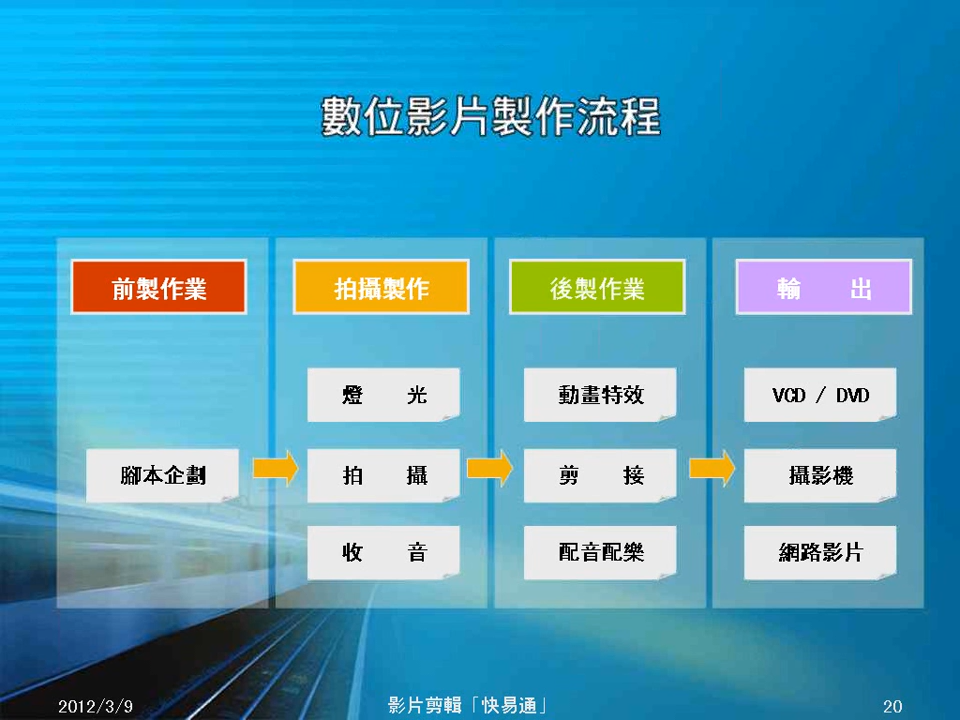 數位影片製作流程
前製作業
拍攝製作
後製作業
輸 出
燈 光
動畫特效
VCD / DVD
腳本企劃
拍 攝
剪 接
攝影機
收 音
配音配樂
網路影片
2012/3/9
影片剪輯「快易通」
20